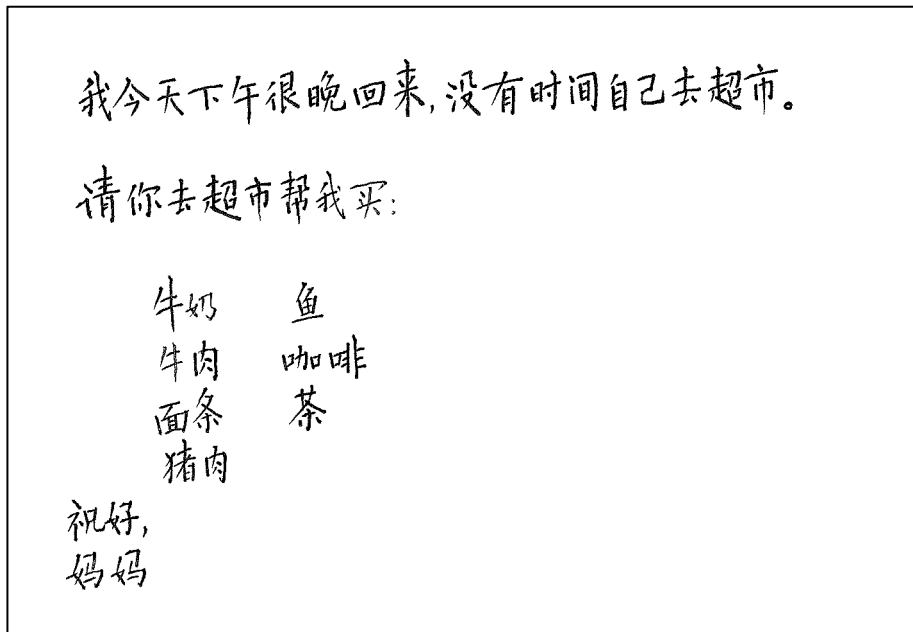 我今天下午很晚回来,没有时间自己去超市。
请你去超市帮我买:
牛奶 鱼
牛肉 咖啡
面条 茶
猪肉
祝好,
妈妈